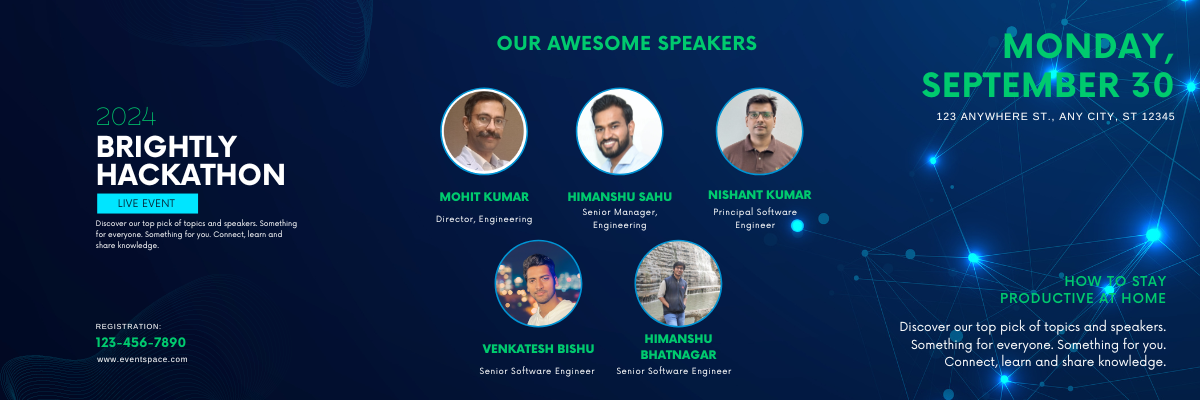 2024
BRIGHTLY
HACKATHON
LIVE EVENT
Discover our top pick of topics and speakers. Something
for everyone. Something for you. Connect, learn and
share knowledge.
REGISTRATION:
123-456-7890
www.eventspace.com
OUR AWESOME SPEAKERS
MOHIT KUMAR
Director, Engineering
HIMANSHU SAHU
Senior Manager,
Engineering
NISHANT KUMAR
Principal Software
Engineer
VENKATESH BISHU
Senior Software Engineer
HIMANSHU
BHATNAGAR
Senior Software Engineer
MONDAY,
SEPTEMBER 30
123 ANYWHERE ST., ANY CITY, ST 12345
HOW TO STAY
PRODUCTIVE AT HOME
Discover our top pick of topics and speakers.
Something for everyone. Something for you.
Connect, learn and share knowledge.